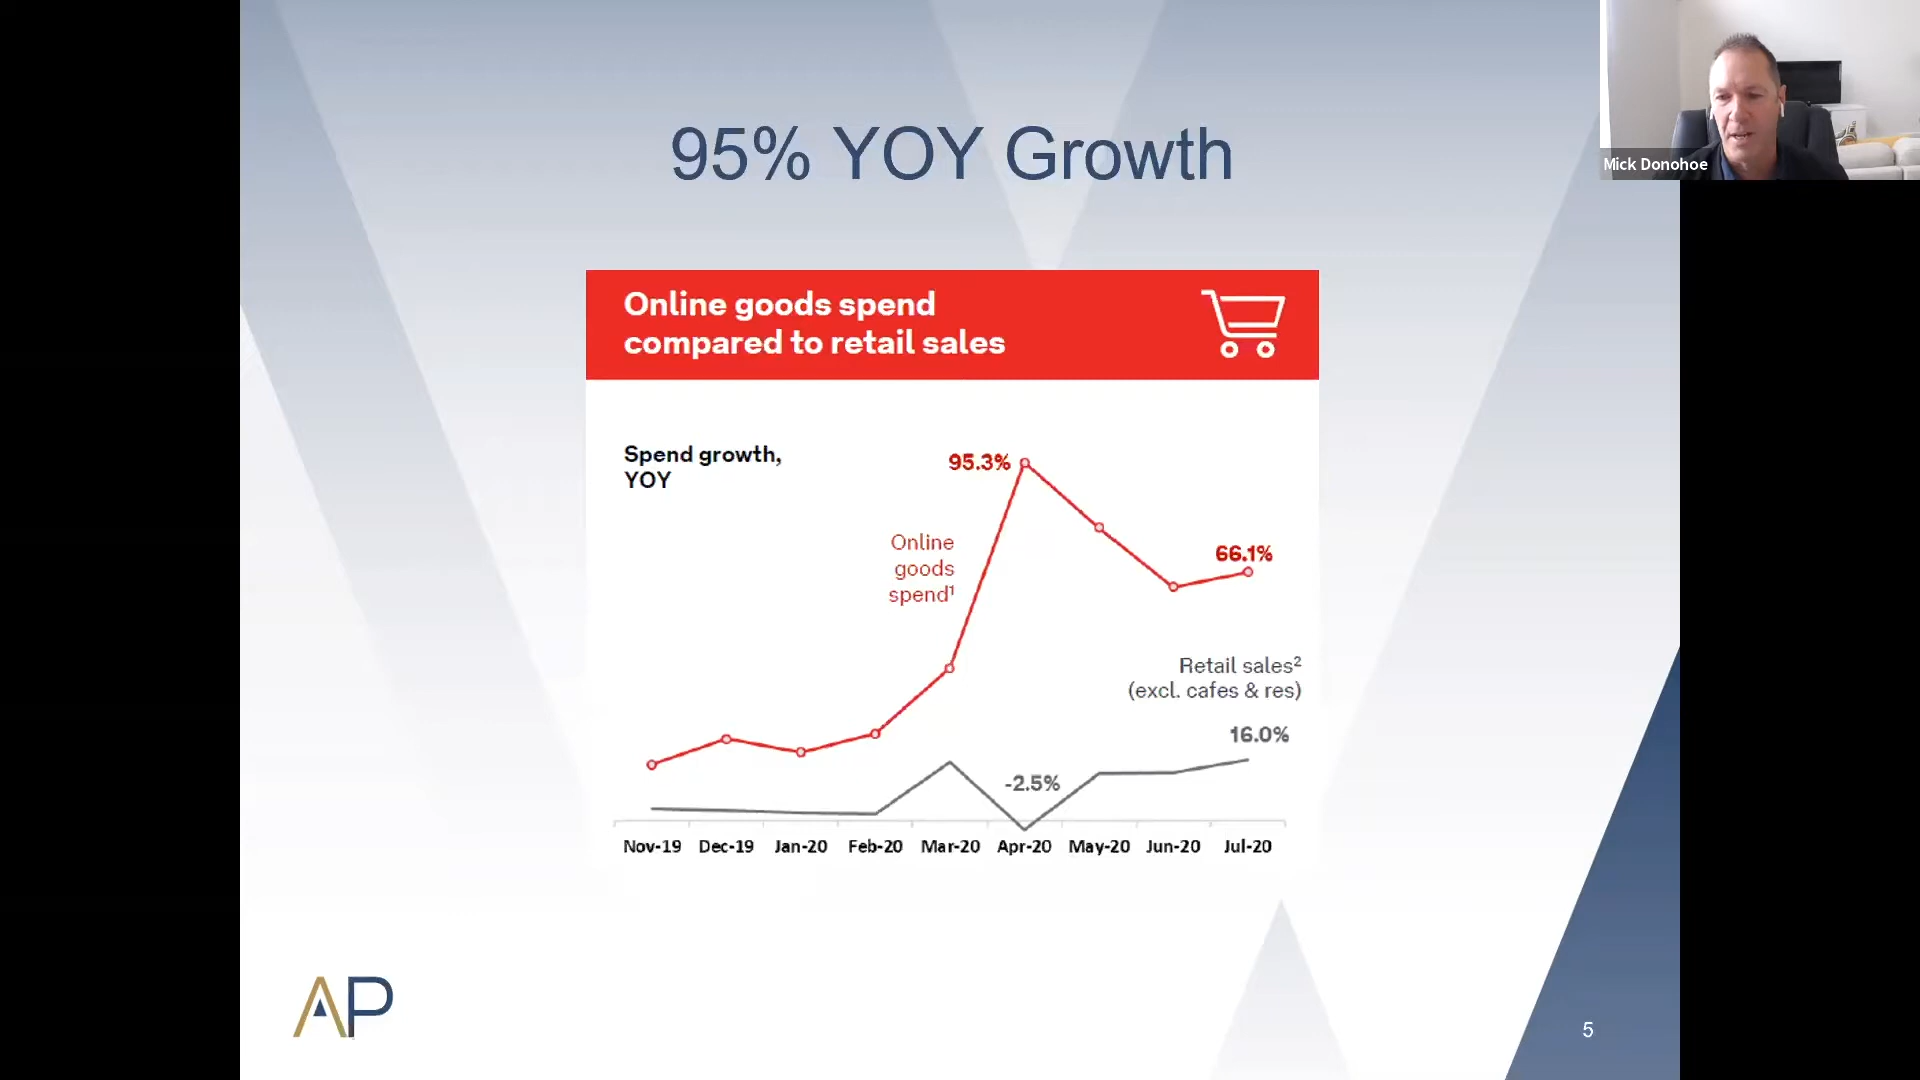 95% YOY Growth
Mick Donohoe
Online goods spend
compared to retail sales
Spend growth,
YOY
95.3%
Online
goods
spend¹
66.1%
Retail sales²
(excl. cafes & res)
16.0%
-2.5%
Nov-19 Dec-19 Jan-20 Feb-20 Mar-20 Apr-20 May-20 Jun-20 Jul-20
AP
5